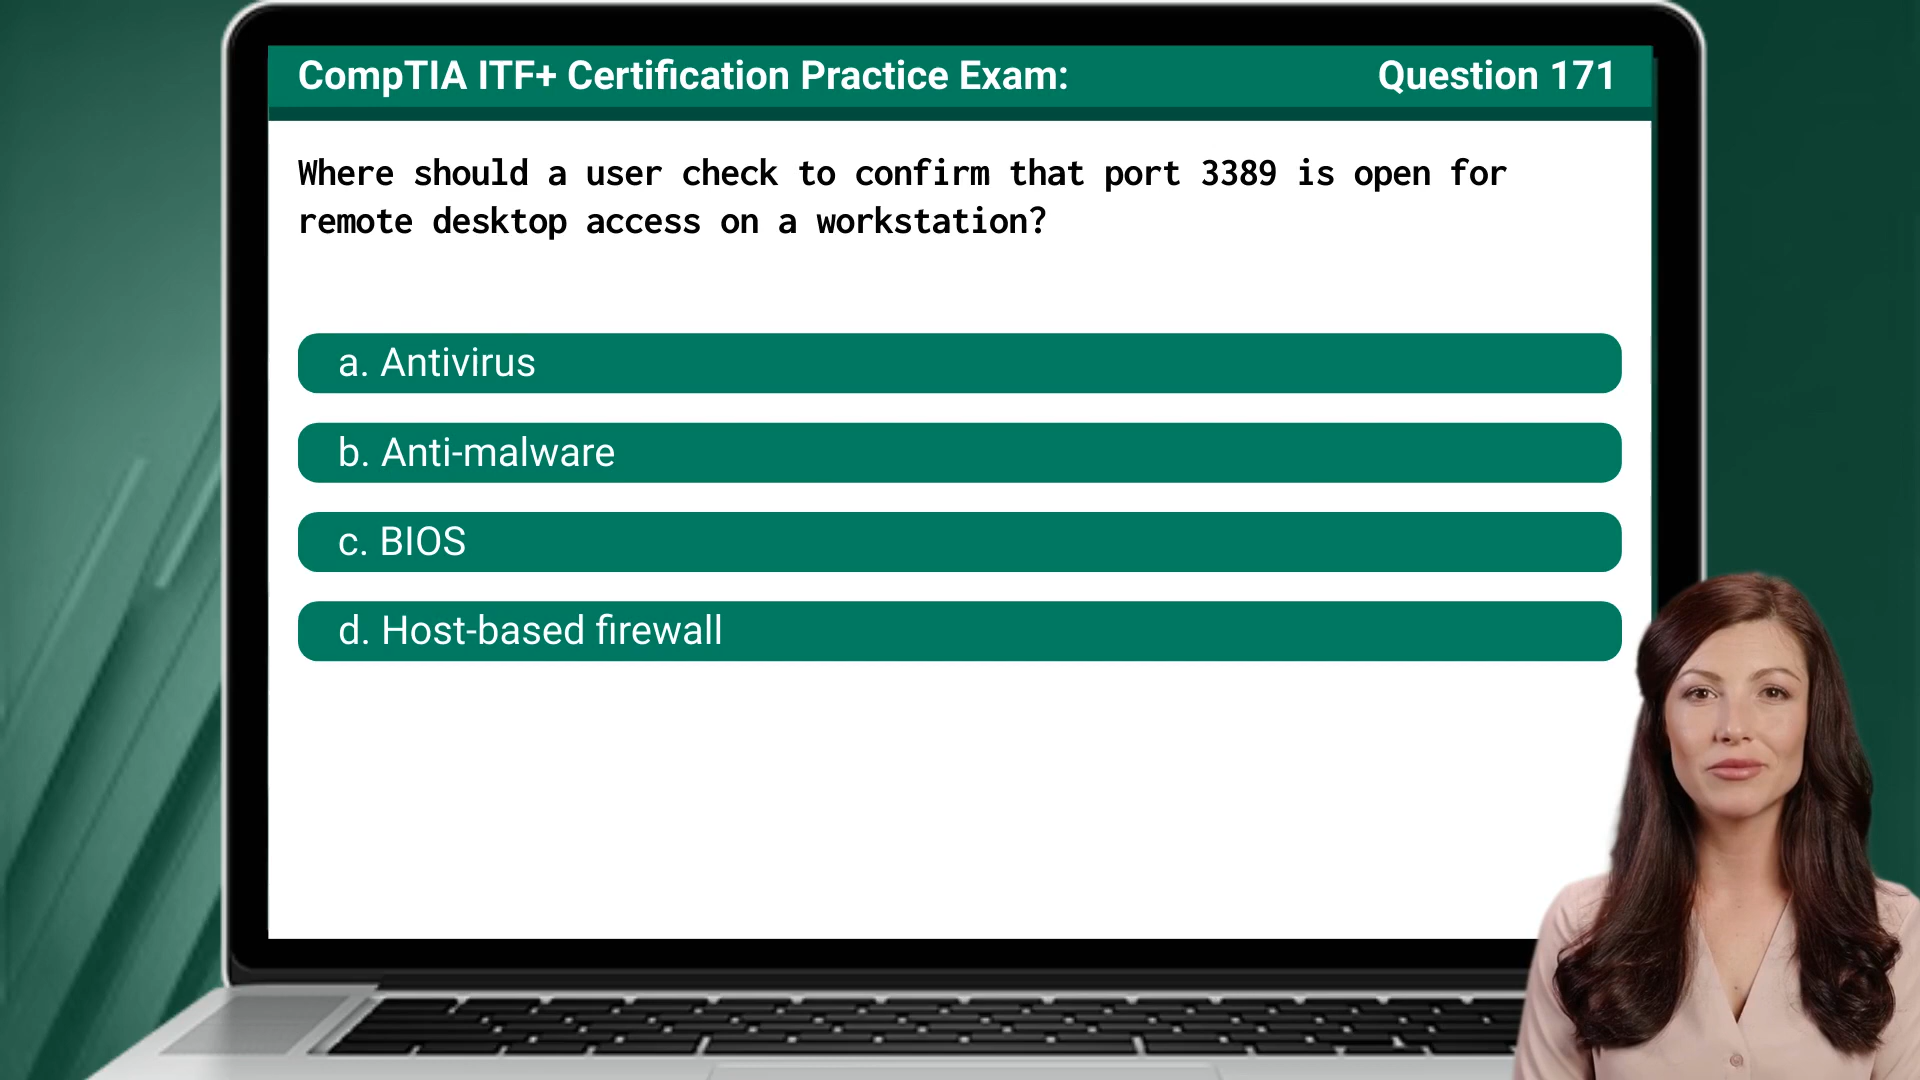 CompTIA ITF+ Certification Practice Exam:
Question 171
Where should a user check to confirm that port 3389 is open for
remote desktop access on a workstation?
a. Antivirus
b. Anti-malware
c. BIOS
d. Host-based firewall